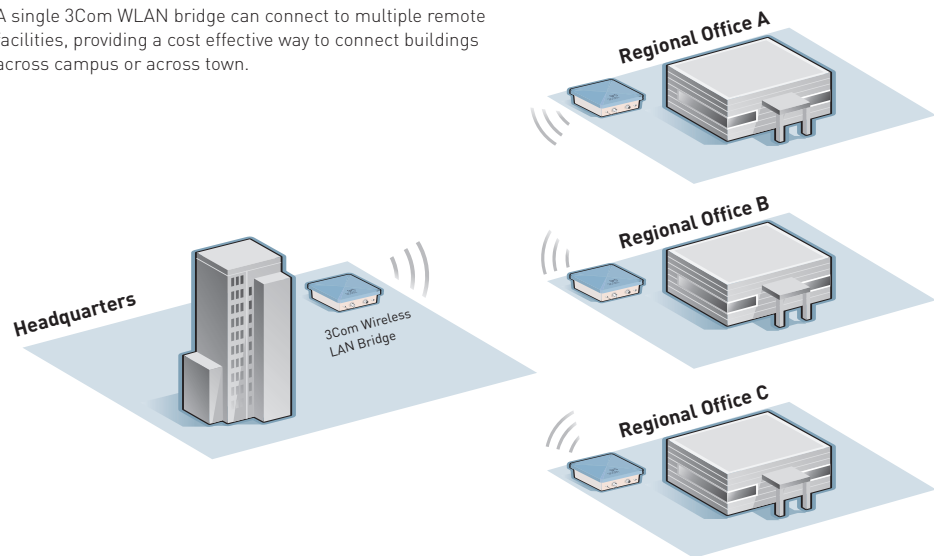 A single 3Com WLAN bridge can connect to multiple remote
facilities, providing a cost effective way to connect buildings
across campus or across town.
Regional Office A
Regional Office B
Headquarters
3Com Wireless
LAN Bridge
Regional Office C